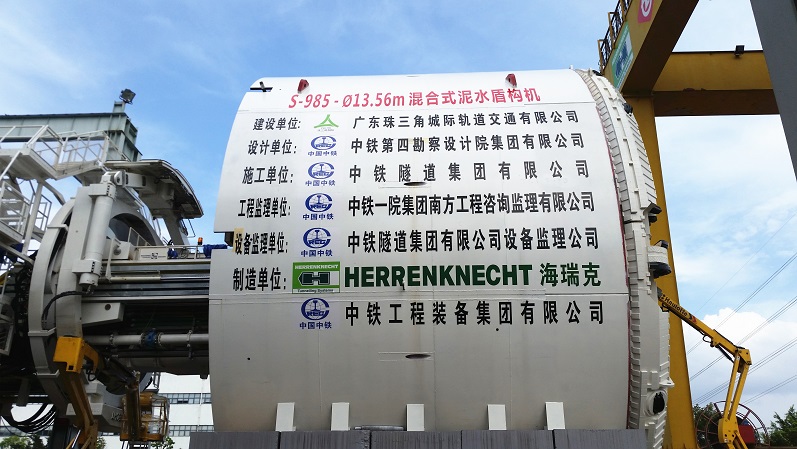 S-985 - Ø13.56m 混合式泥水盾构机
建设单位: 广东珠三角城际轨道交通有限公司
设计单位: 中国中铁 中铁第四勘察设计院集团有限公司
施工单位: 中国中铁 中铁隧道集团有限公司
工程监理单位: 中国中铁 中铁一院集团南方工程咨询监理有限公司
设备监理单位: 中国中铁 中铁隧道集团有限公司设备监理公司
制造单位: HERRENKNECHT Tunnelling Systems HERRENKNECHT 海瑞克
中国中铁 中铁工程装备集团有限公司